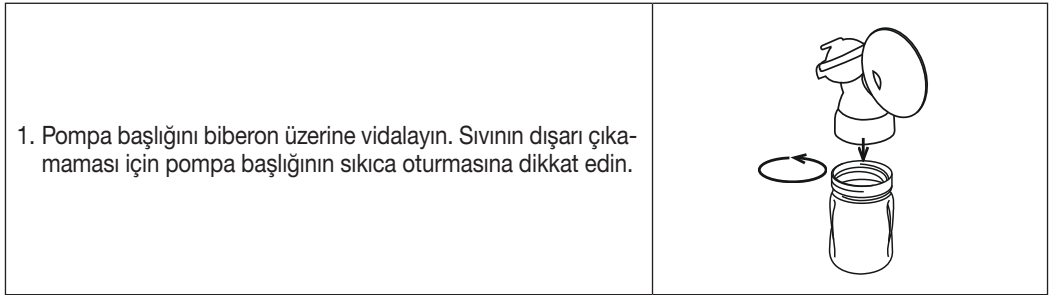 1. Pompa başlığını biberon üzerine vidalayın. Sıvının dışarı çıka-
maması için pompa başlığının sıkıca oturmasına dikkat edin.